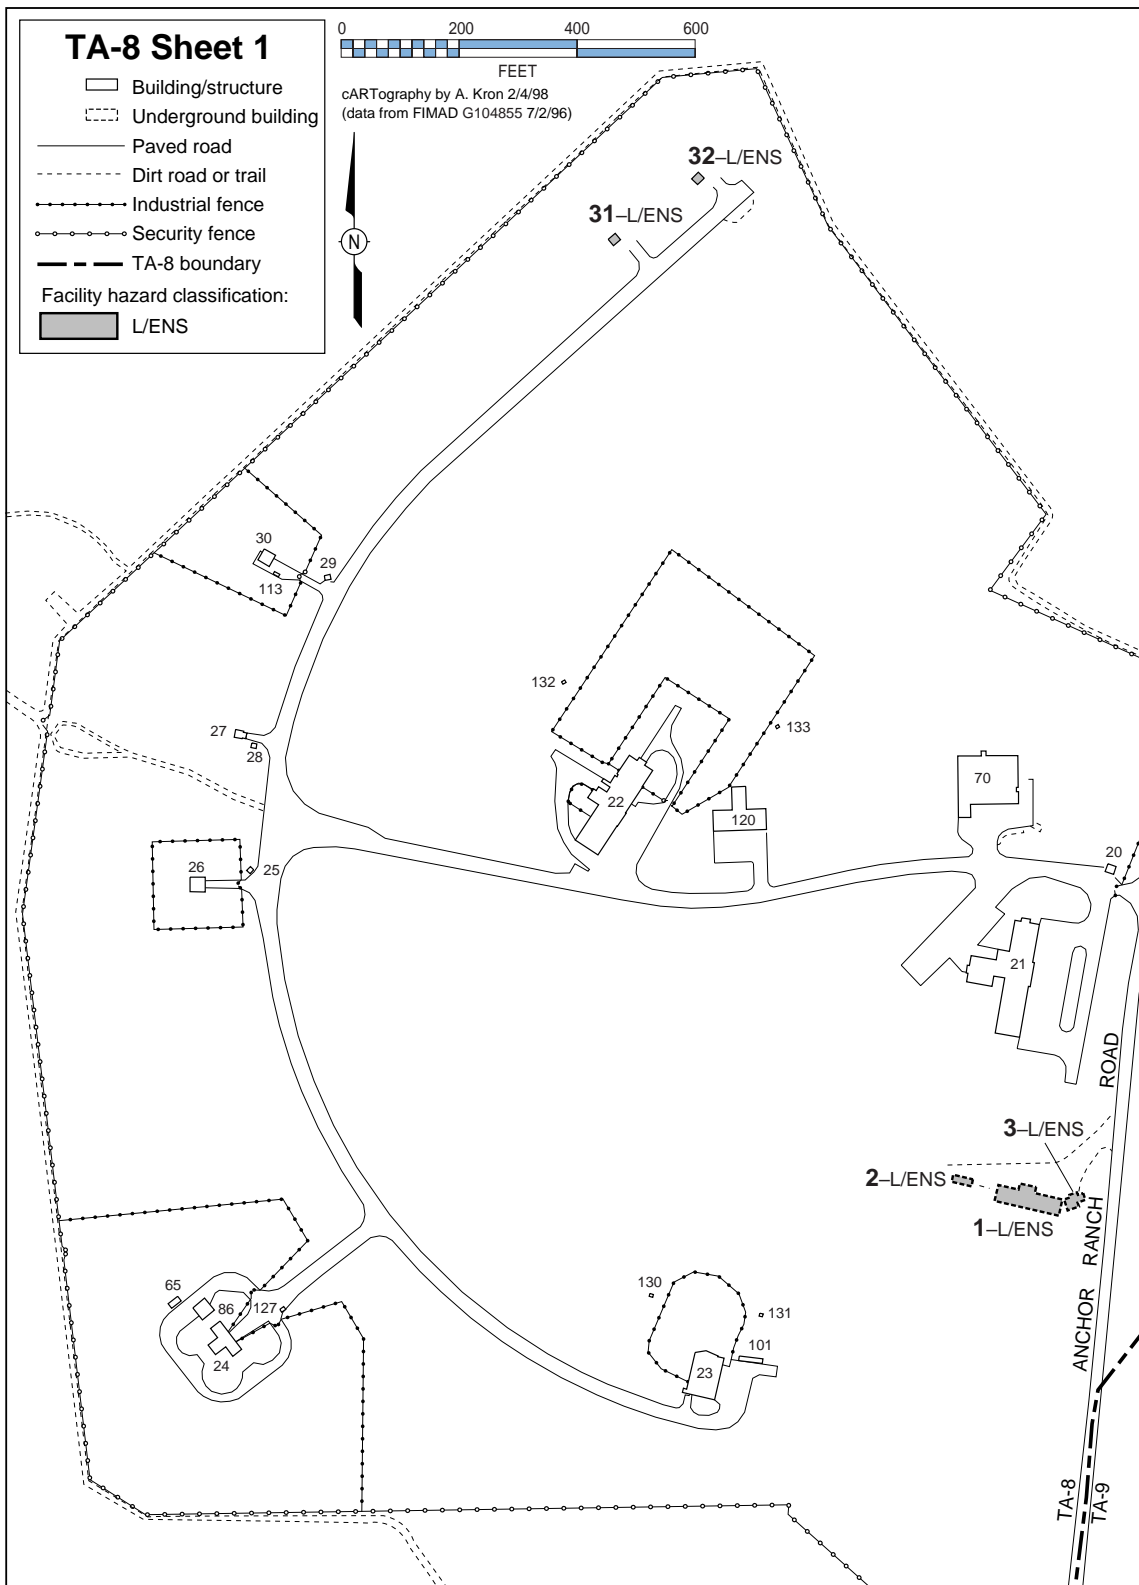 TA-8 Sheet 1
Building/structure
Underground building
Paved road
Dirt road or trail
Industrial fence
Security fence
TA-8 boundary
Facility hazard classification:
L/ENS
0 200 400 600
FEET
cARTography by A. Kron 2/4/98
(data from FIMAD G104855 7/2/96)
N
32–L/ENS
31–L/ENS
30
29
113
132
27
133
28
70
22
120
20
26
25
21
ROAD
3–L/ENS
2–L/ENS
1–L/ENS
RANCH
ANCHOR
65
86
127
24
130
131
101
23
TA-8
TA-9